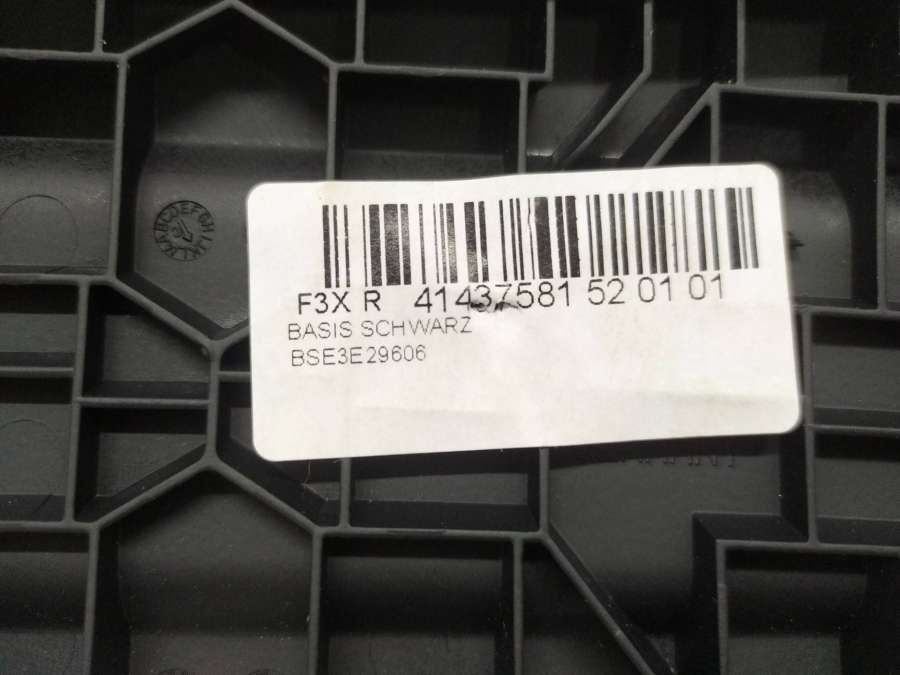 F3X R 41437581 52 01 01
BASIS SCHWARZ
BSE3E29606